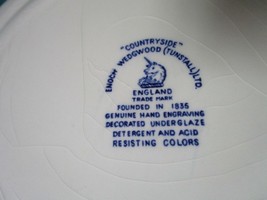 "COUNTRYSIDE"
ENOCH WEDGWOOD (TUNSTALL) LTD.
ENGLAND
TRADE MARK
FOUNDED IN 1835
GENUINE HAND ENGRAVING
DECORATED UNDERGLAZE
DETERGENT AND ACID
RESISTING COLORS